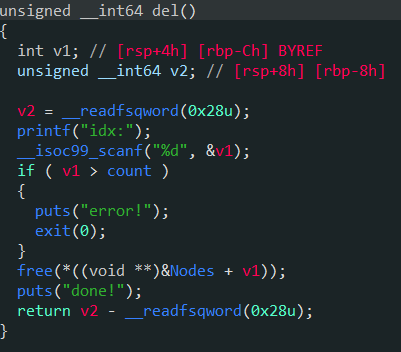 unsigned __int64 del()
{
  int v1; // [rsp+4h] [rbp-Ch] BYREF
  unsigned __int64 v2; // [rsp+8h] [rbp-8h]

  v2 = __readfsqword(0x28u);
  printf("idx:");
  __isoc99_scanf("%d", &v1);
  if ( v1 > count )
  {
    puts("error!");
    exit(0);
  }
  free(*((void **)&Nodes + v1));
  puts("done!");
  return v2 - __readfsqword(0x28u);
}